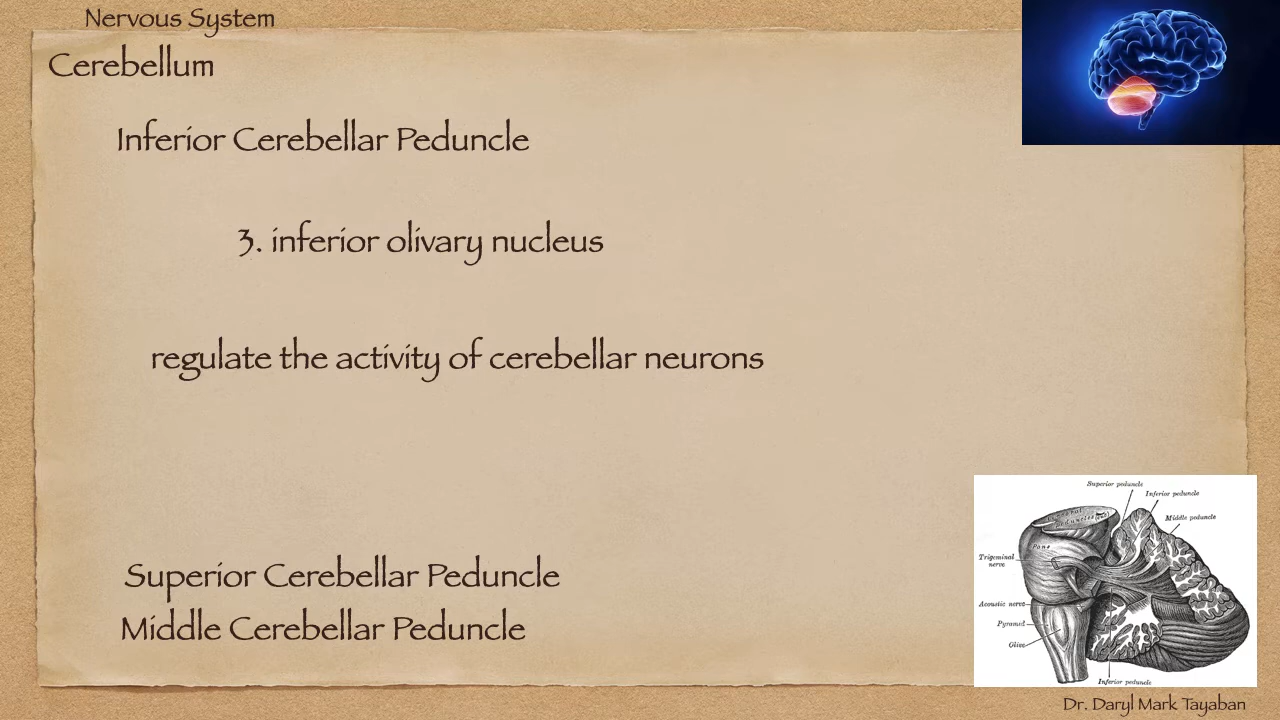 Nervous System
Cerebellum
Inferior Cerebellar Peduncle
3. inferior olivary nucleus
regulate the activity of cerebellar neurons
Superior Cerebellar Peduncle
Middle Cerebellar Peduncle
Superior peduncle
Inferior peduncle
Middle peduncle
Pons
Trigeminal
nerve
Acoustic nerve
Pyramid
Olive
Inferior peduncle
Dr. Daryl Mark Tayaban